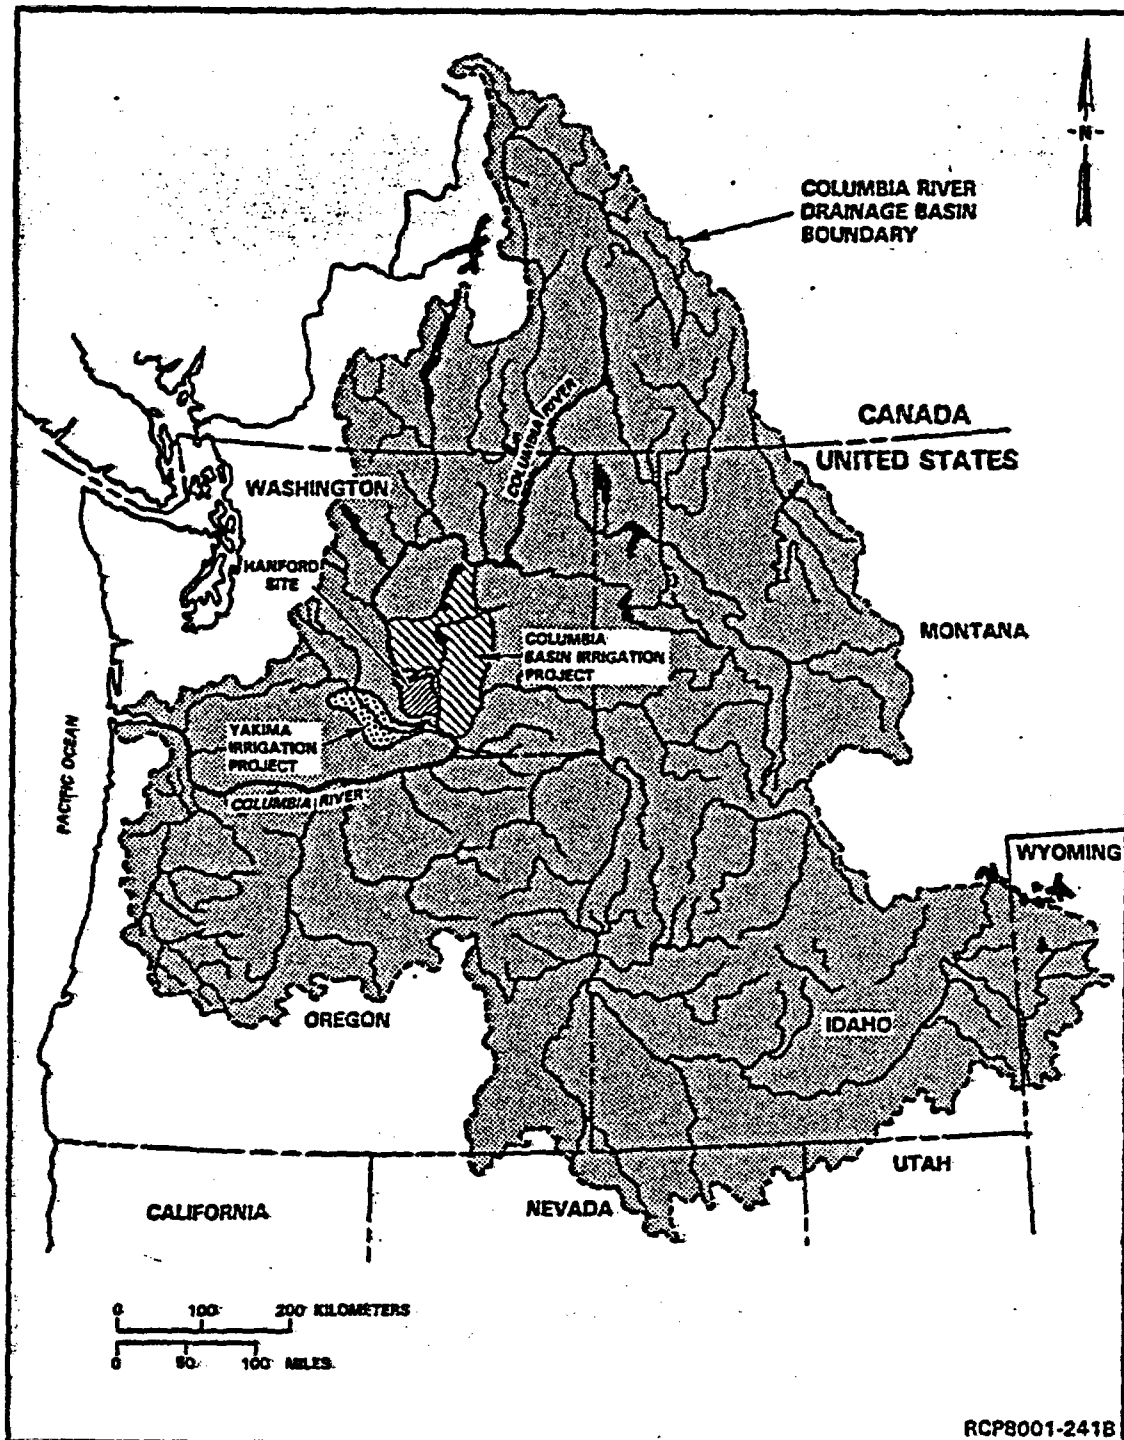 N
COLUMBIA RIVER
DRAINAGE BASIN
BOUNDARY
CANADA
UNITED STATES
COLUMBIA RIVER
WASHINGTON
HANFORD
SITE
COLUMBIA
BASIN IRRIGATION
PROJECT
MONTANA
YAKIMA
IRRIGATION
PROJECT
PACIFIC OCEAN
COLUMBIA RIVER
WYOMING
OREGON
IDAHO
UTAH
CALIFORNIA
NEVADA
0 100 200 KILOMETERS
0 50 100 MILES
RCP8001-241B